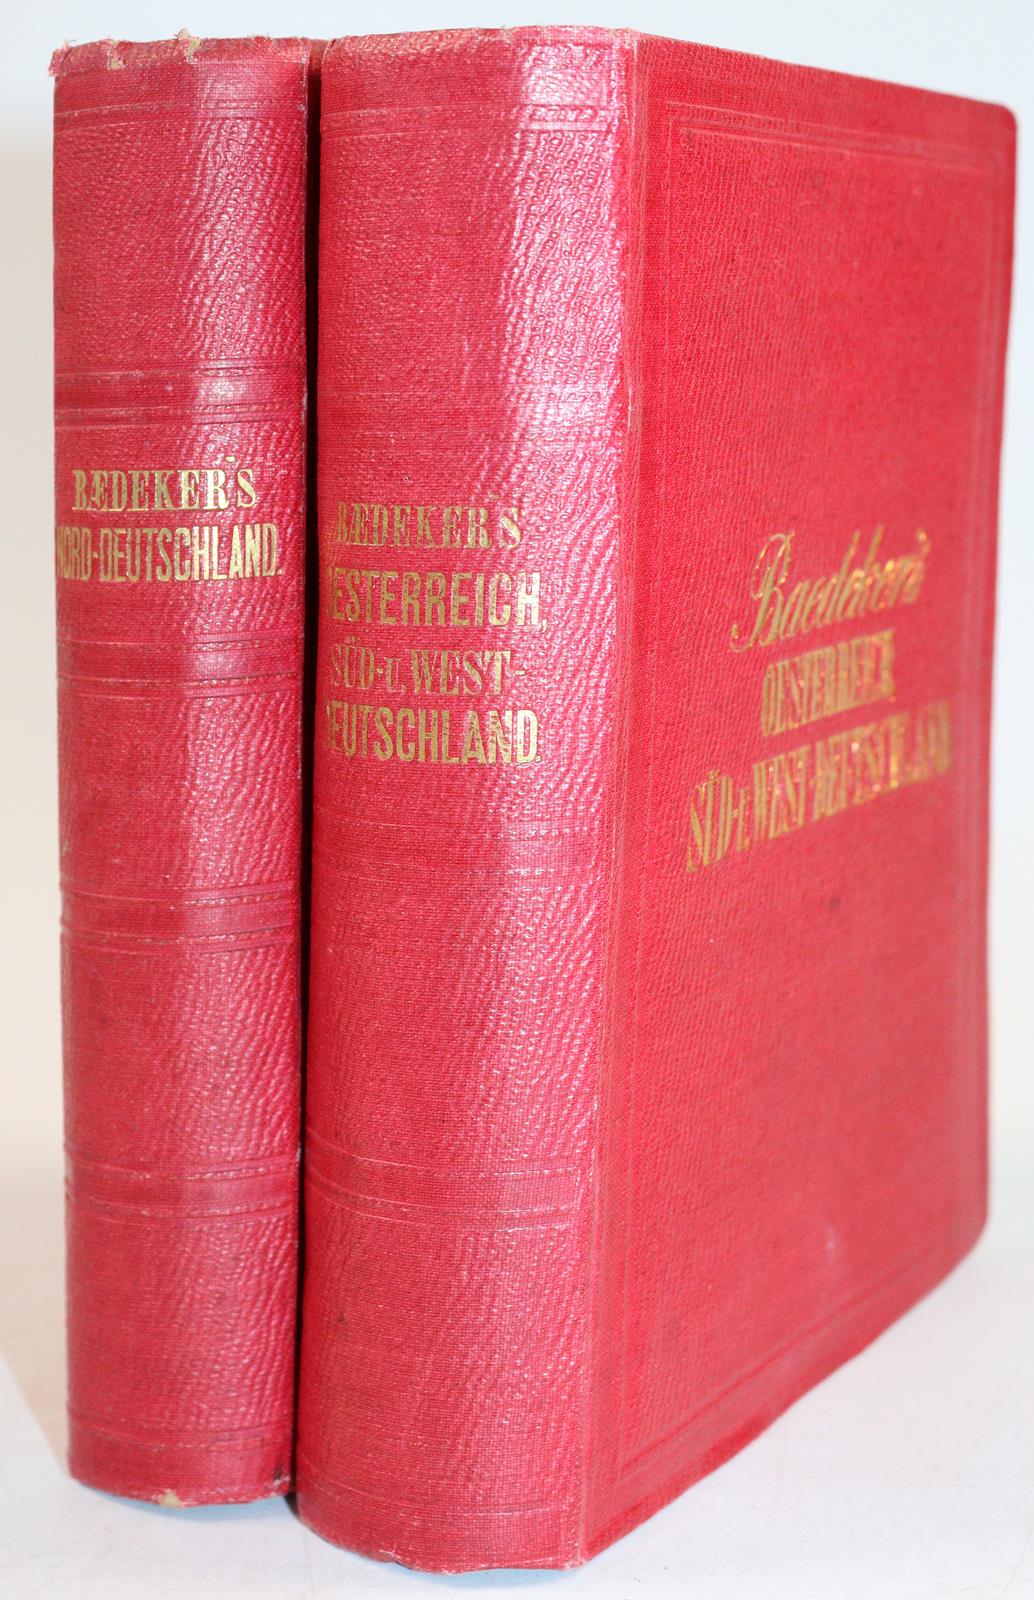 BÆDEKER'S
NORD-DEUTSCHLAND.
BÆDEKER'S
OESTERREICH,
SÜD-U. WEST-
DEUTSCHLAND.
Baedeker's
OESTERREICH
SÜD-U. WEST-DEUTSCHLAND